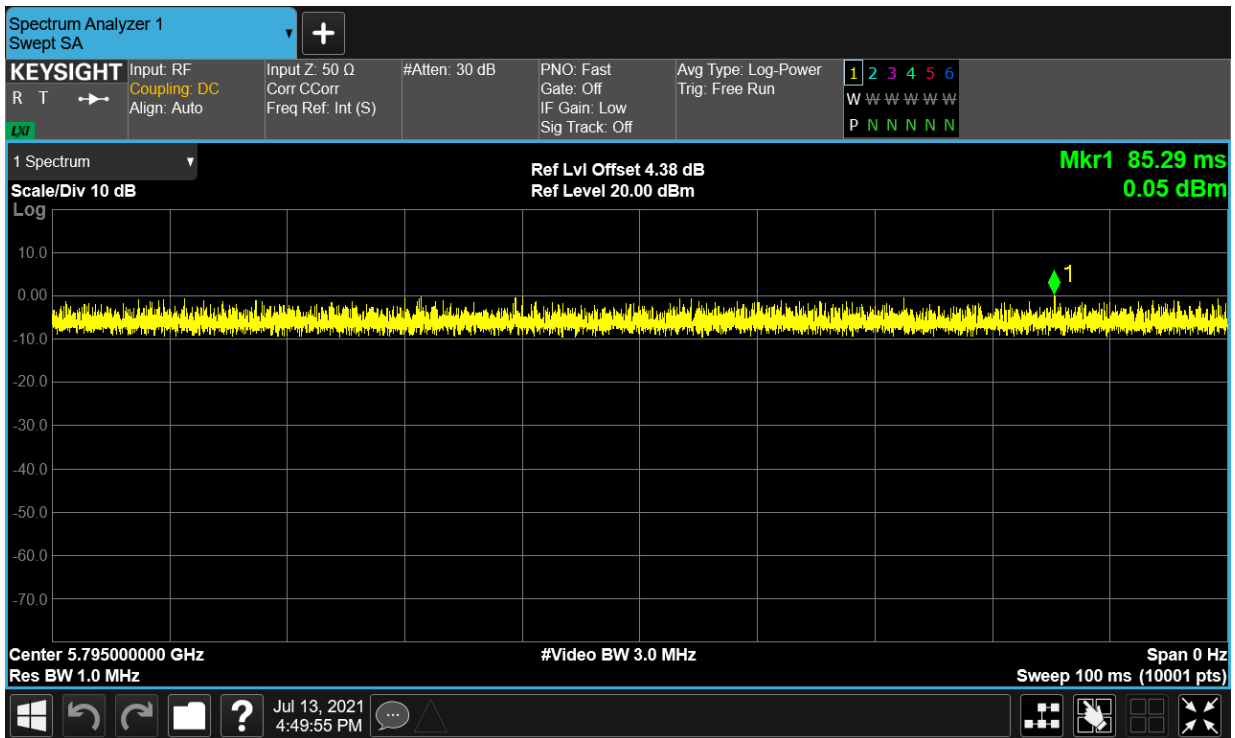 Spectrum Analyzer 1
Swept SA
KEYSIGHT
R T
LXI
Input: RF
Coupling: DC
Align: Auto
Input Z: 50 Ω
Corr CCorr
Freq Ref: Int (S)
#Atten: 30 dB
PNO: Fast
Gate: Off
IF Gain: Low
Sig Track: Off
Avg Type: Log-Power
Trig: Free Run
1 2 3 4 5 6
W W W W W W
P N N N N N
1 Spectrum
Scale/Div 10 dB
Log
Ref Lvl Offset 4.38 dB
Ref Level 20.00 dBm
Mkr1 85.29 ms
0.05 dBm
10.0
0.00
-10.0
-20.0
-30.0
-40.0
-50.0
-60.0
-70.0
1
Center 5.795000000 GHz
Res BW 1.0 MHz
#Video BW 3.0 MHz
Span 0 Hz
Sweep 100 ms (10001 pts)
?
Jul 13, 2021
4:49:55 PM